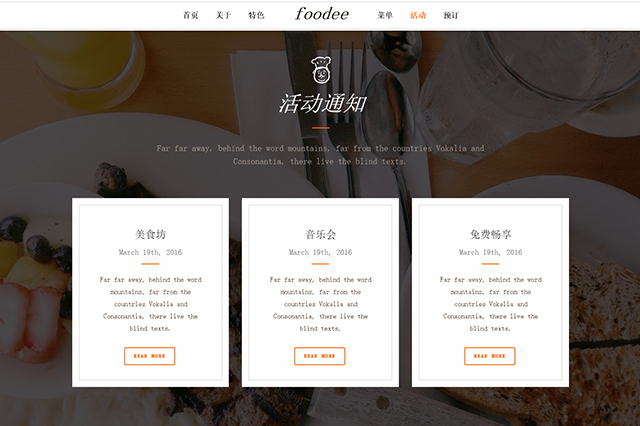 首页 关于 特色 foodee 菜单 活动 预订
活动通知
Far far away, behind the word mountains, far from the countries Vokalia and
Consonantia, there live the blind texts.
美食坊
March 19th, 2016
Far far away, behind the word
mountains, far from the
countries Vokalia and
Consonantia, there live the
blind texts.
READ MORE
音乐会
March 19th, 2016
Far far away, behind the word
mountains, far from the
countries Vokalia and
Consonantia, there live the
blind texts.
READ MORE
免费畅享
March 19th, 2016
Far far away, behind the word
mountains, far from the
countries Vokalia and
Consonantia, there live the
blind texts.
READ MORE